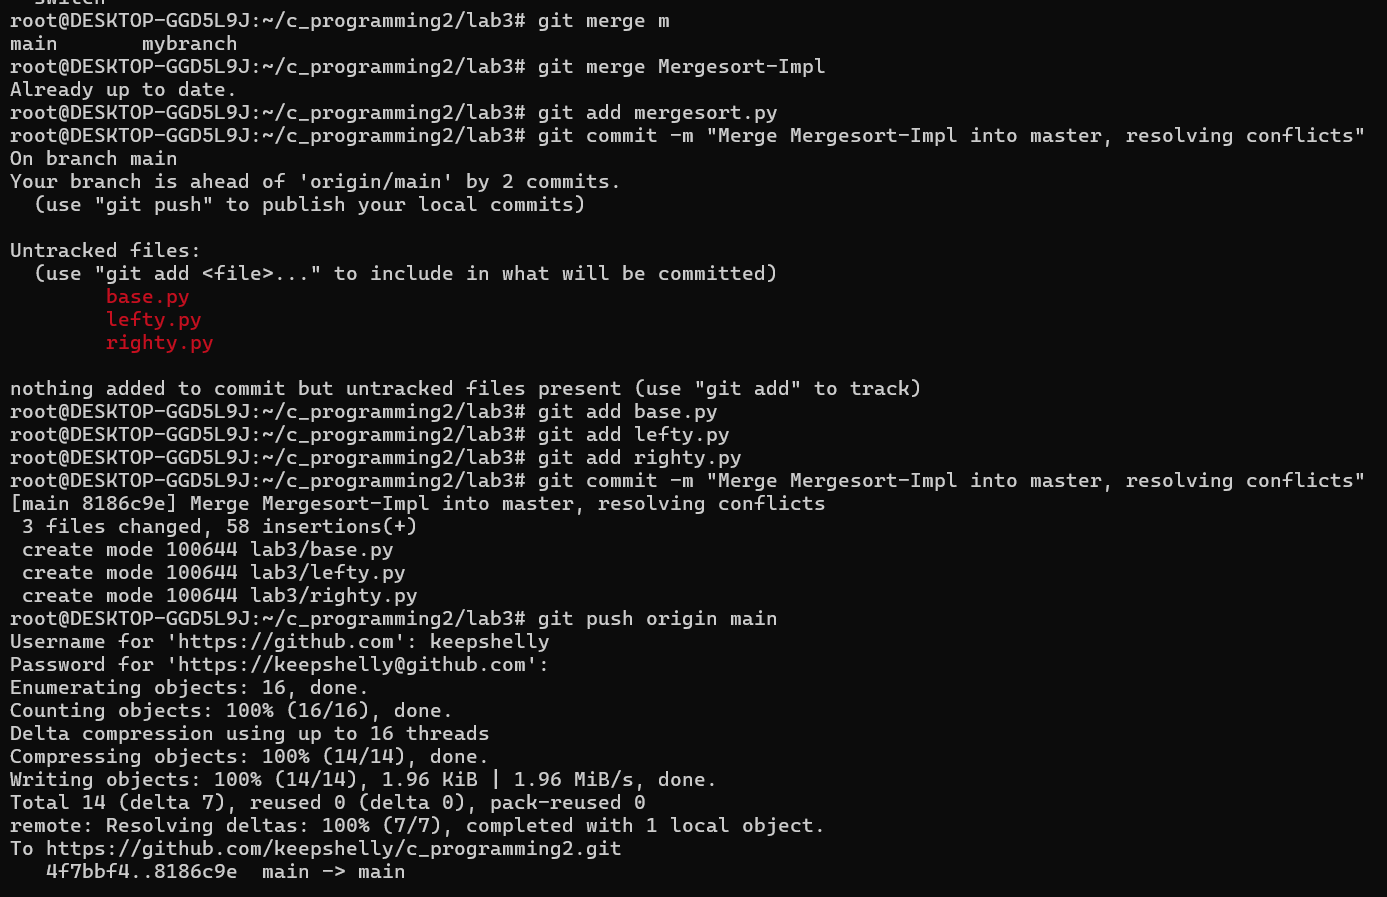 switch
root@DESKTOP-GGD5L9J:~/c_programming2/lab3# git merge m
main       mybranch
root@DESKTOP-GGD5L9J:~/c_programming2/lab3# git merge Mergesort-Impl
Already up to date.
root@DESKTOP-GGD5L9J:~/c_programming2/lab3# git add mergesort.py
root@DESKTOP-GGD5L9J:~/c_programming2/lab3# git commit -m "Merge Mergesort-Impl into master, resolving conflicts"
On branch main
Your branch is ahead of 'origin/main' by 2 commits.
  (use "git push" to publish your local commits)

Untracked files:
  (use "git add <file>..." to include in what will be committed)
        base.py
        lefty.py
        righty.py

nothing added to commit but untracked files present (use "git add" to track)
root@DESKTOP-GGD5L9J:~/c_programming2/lab3# git add base.py
root@DESKTOP-GGD5L9J:~/c_programming2/lab3# git add lefty.py
root@DESKTOP-GGD5L9J:~/c_programming2/lab3# git add righty.py
root@DESKTOP-GGD5L9J:~/c_programming2/lab3# git commit -m "Merge Mergesort-Impl into master, resolving conflicts"
[main 8186c9e] Merge Mergesort-Impl into master, resolving conflicts
 3 files changed, 58 insertions(+)
 create mode 100644 lab3/base.py
 create mode 100644 lab3/lefty.py
 create mode 100644 lab3/righty.py
root@DESKTOP-GGD5L9J:~/c_programming2/lab3# git push origin main
Username for 'https://github.com': keepshelly
Password for 'https://keepshelly@github.com':
Enumerating objects: 16, done.
Counting objects: 100% (16/16), done.
Delta compression using up to 16 threads
Compressing objects: 100% (14/14), done.
Writing objects: 100% (14/14), 1.96 KiB | 1.96 MiB/s, done.
Total 14 (delta 7), reused 0 (delta 0), pack-reused 0
remote: Resolving deltas: 100% (7/7), completed with 1 local object.
To https://github.com/keepshelly/c_programming2.git
   4f7bbf4..8186c9e  main -> main